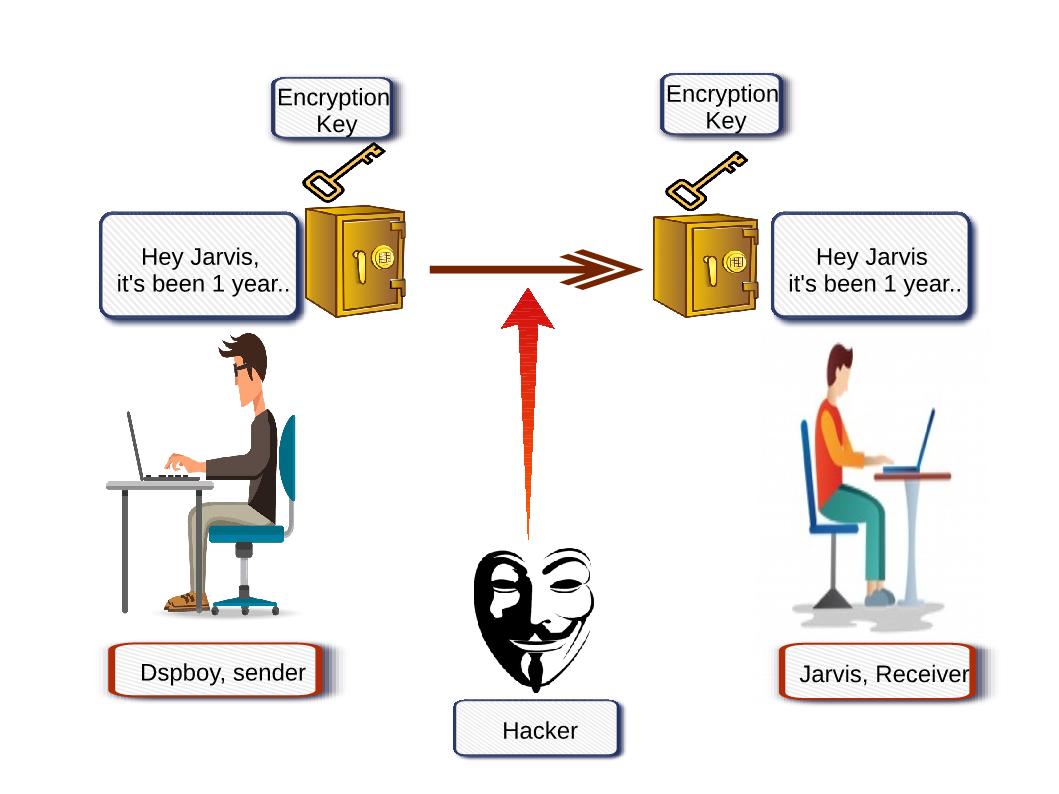 Encryption
Key
Encryption
Key
Hey Jarvis,
it's been 1 year..
Hey Jarvis
it's been 1 year..
Dspboy, sender
Jarvis, Receiver
Hacker